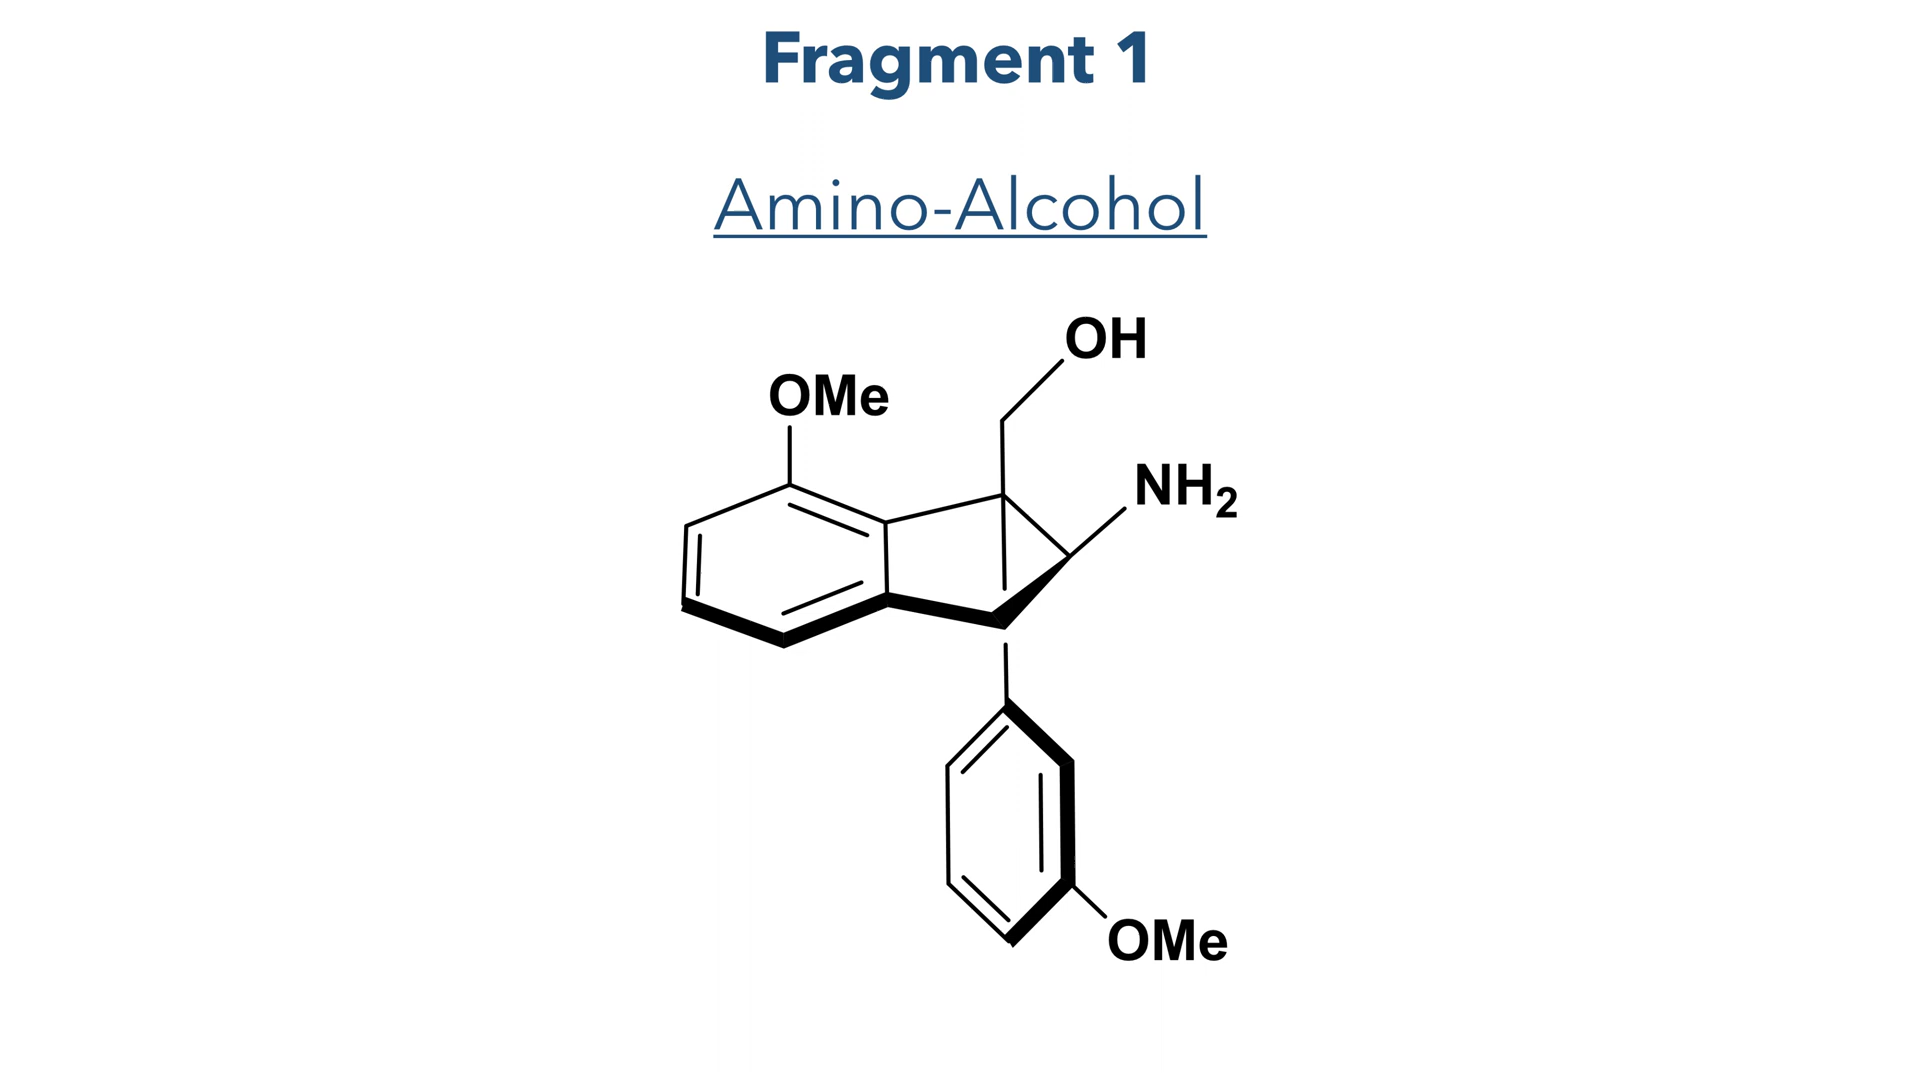 Fragment 1
Amino-Alcohol
OH
OMe
NH₂
OMe